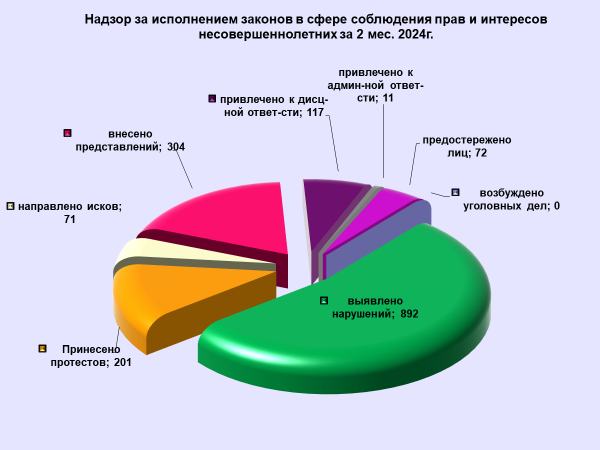 Надзор за исполнением законов в сфере соблюдения прав и интересов
несовершеннолетних за 2 мес. 2024г.
привлечено к
админ-ной ответ-
сти; 11
привлечено к дисц-
ной ответ-сти; 117
внесено
представлений; 304
предостережено
лиц; 72
возбуждено
уголовных дел; 0
направлено исков;
71
выявлено
нарушений; 892
Принесено
протестов; 201